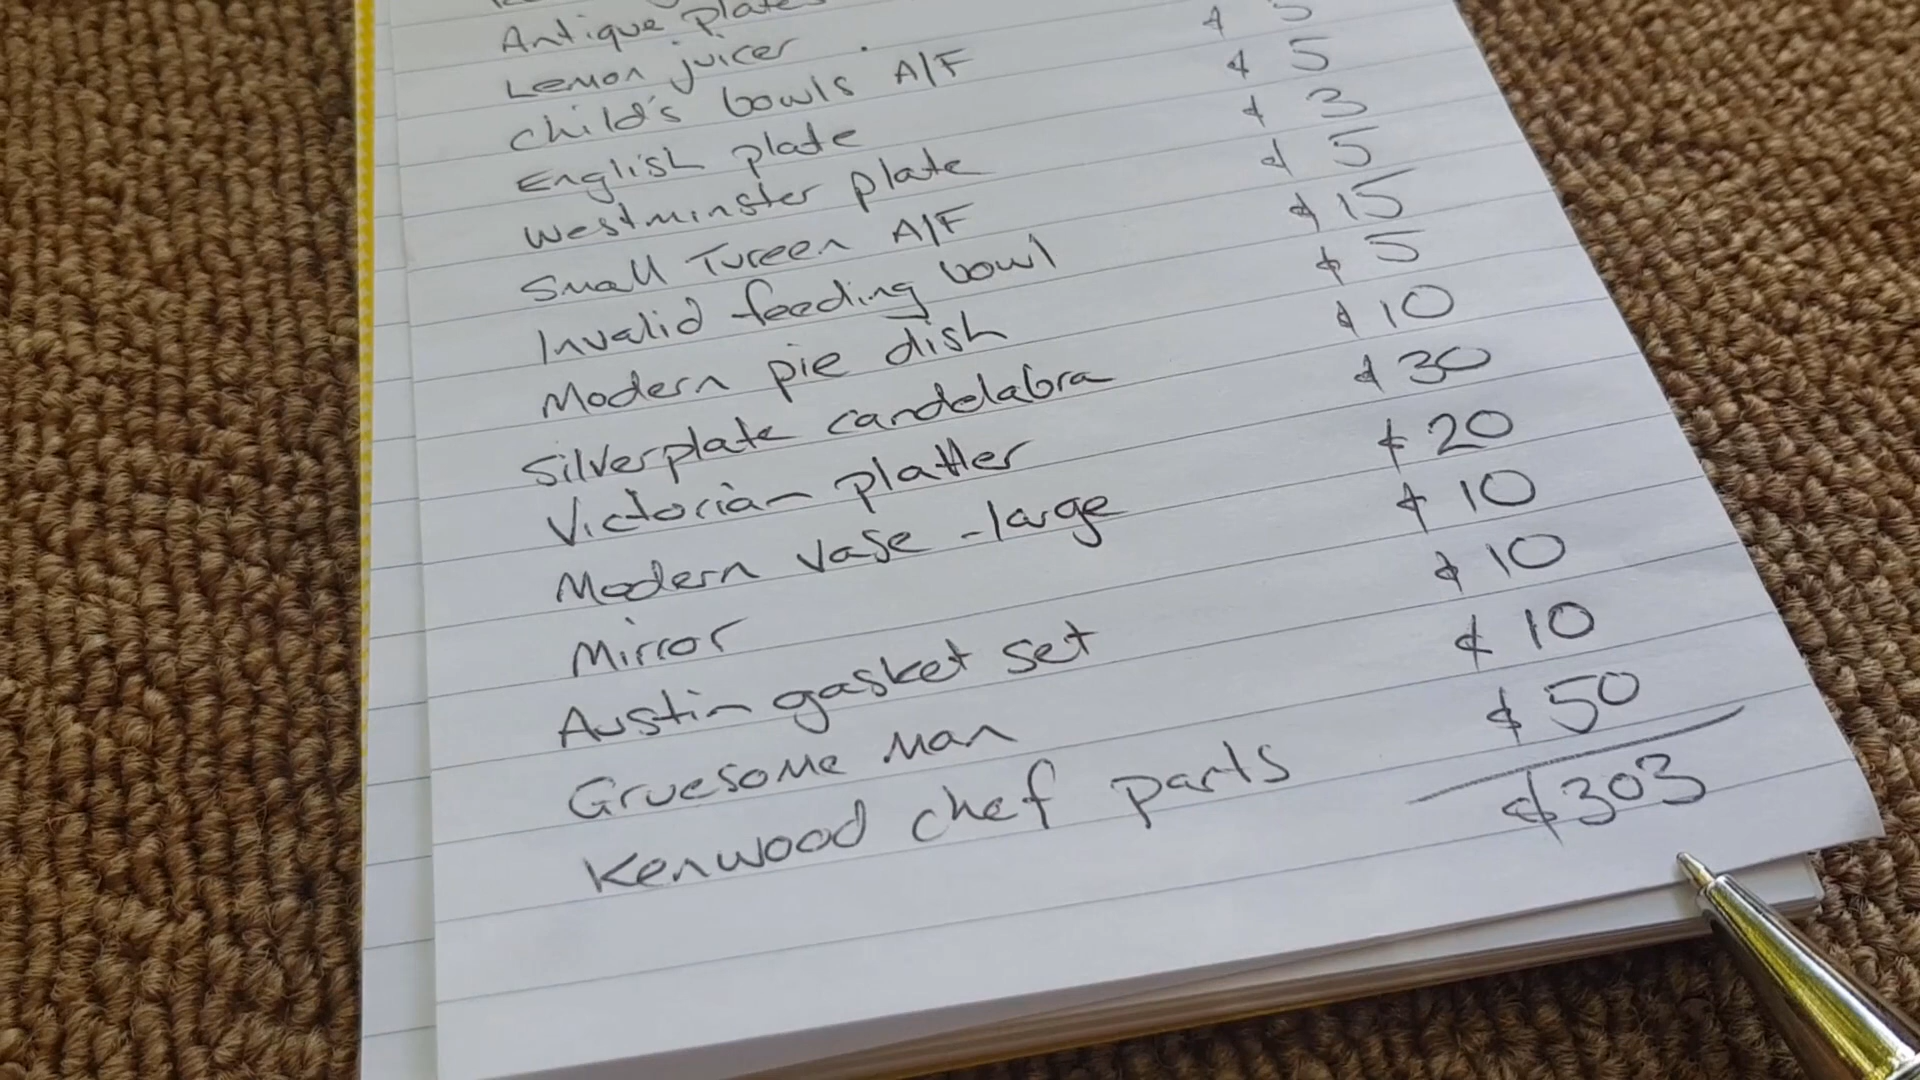 Antique plates
Lemon juicer
Child's bowls A/F $ 5
English plate $ 5
Westminster plate $ 3
Small Tureen A/F $ 5
Invalid feeding bowl $ 15
Modern pie dish $ 5
Silverplate candelabra $ 10
Victorian platter $ 30
Modern vase - large $ 20
Mirror $ 10
Austin gasket set $ 10
Gruesome Man $ 10
Kenwood chef parts $ 50
$303